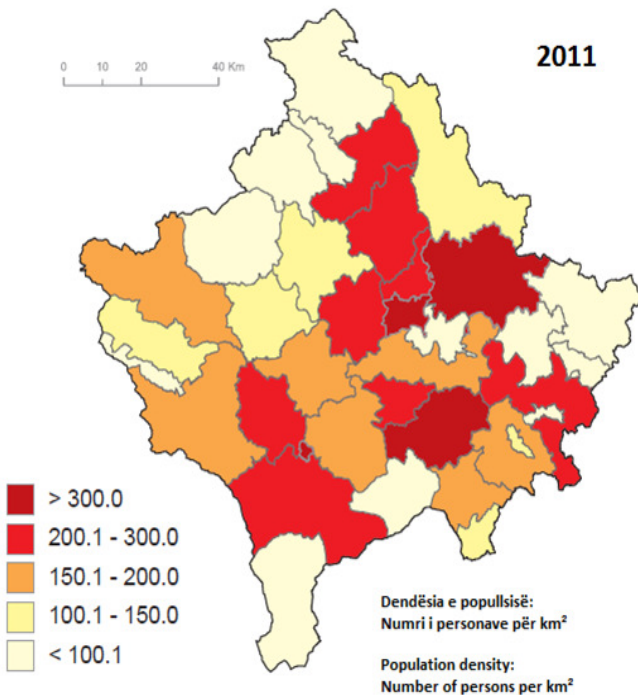 2011
0 10 20 40 Km
> 300.0
200.1 - 300.0
150.1 - 200.0
100.1 - 150.0
< 100.1
Dendësia e popullsisë:
Numri i personave për km²
Population density:
Number of persons per km²